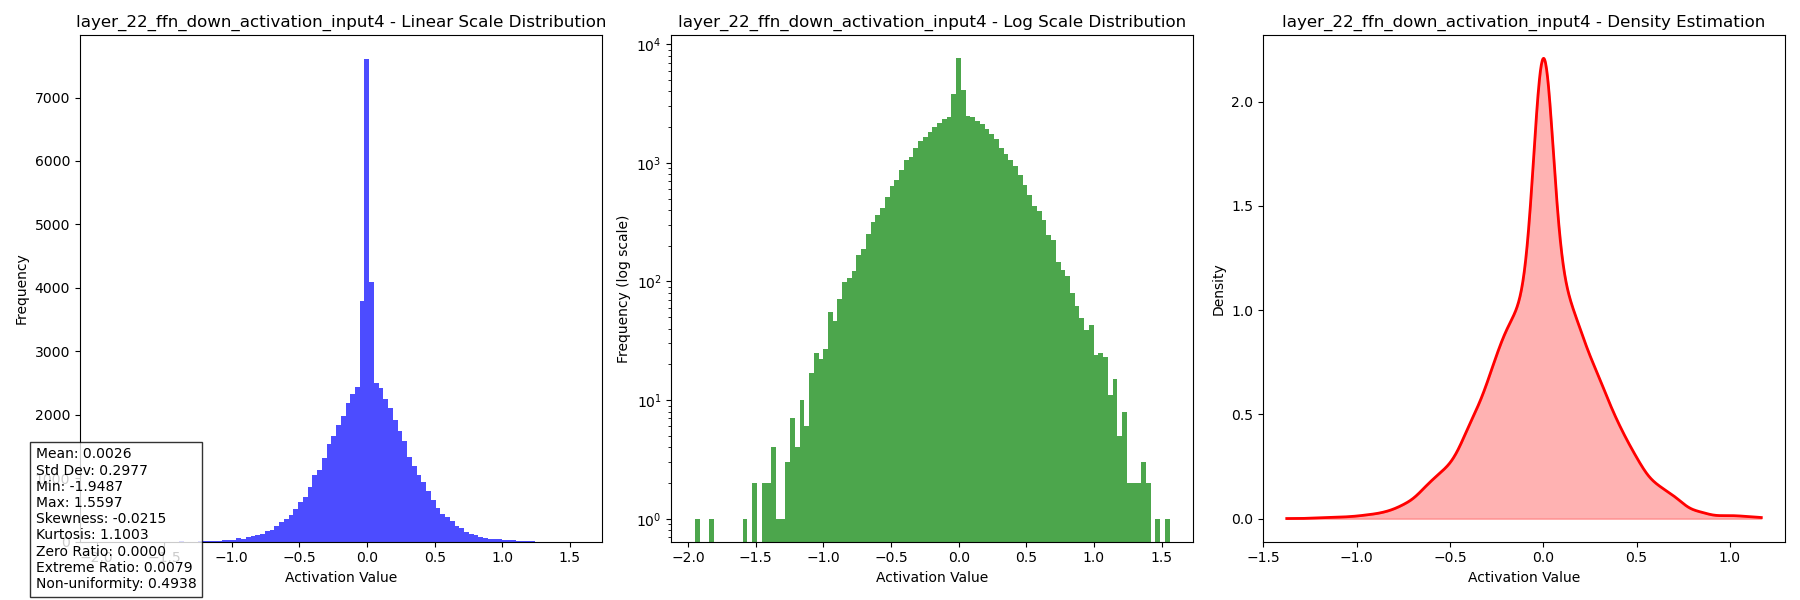 layer_22_ffn_down_activation_input4 - Linear Scale Distribution
Frequency
7000
6000
5000
4000
3000
2000
1000
0
Mean: 0.0026
Std Dev: 0.2977
Min: -1.9487
Max: 1.5597
Skewness: -0.0215
Kurtosis: 1.1003
Zero Ratio: 0.0000
Extreme Ratio: 0.0079
Non-uniformity: 0.4938
−2.0 −1.5 −1.0 −0.5 0.0 0.5 1.0 1.5
Activation Value
layer_22_ffn_down_activation_input4 - Log Scale Distribution
Frequency (log scale)
10⁴
10³
10²
10¹
10⁰
−2.0 −1.5 −1.0 −0.5 0.0 0.5 1.0 1.5
Activation Value
layer_22_ffn_down_activation_input4 - Density Estimation
Density
2.0
1.5
1.0
0.5
0.0
−1.5 −1.0 −0.5 0.0 0.5 1.0
Activation Value